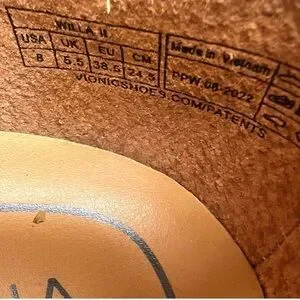 WILLA II
USA UK EU CM
8 5.5 38.5 24.5
VIONICSHOES.COM/PATENTS
Made in Vietnam
PPW 08-2022